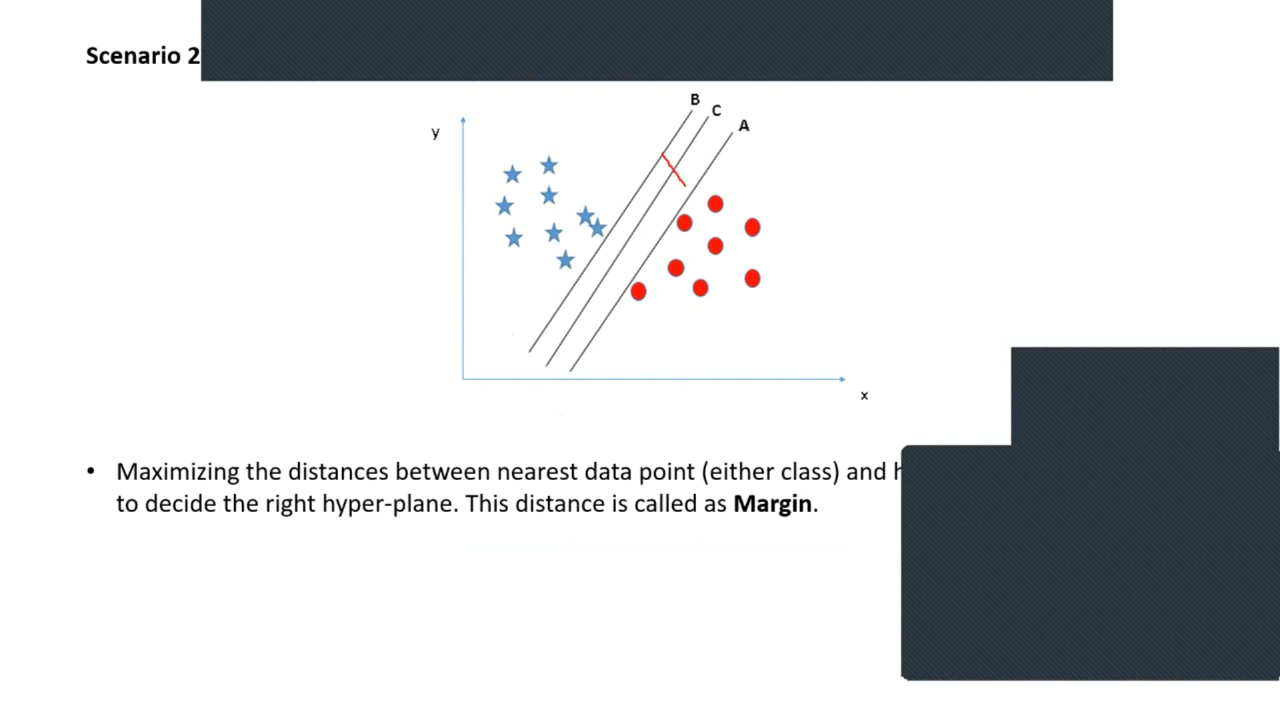 Scenario 2
B
C
A
y
x
• Maximizing the distances between nearest data point (either class) and
to decide the right hyper-plane. This distance is called as Margin.